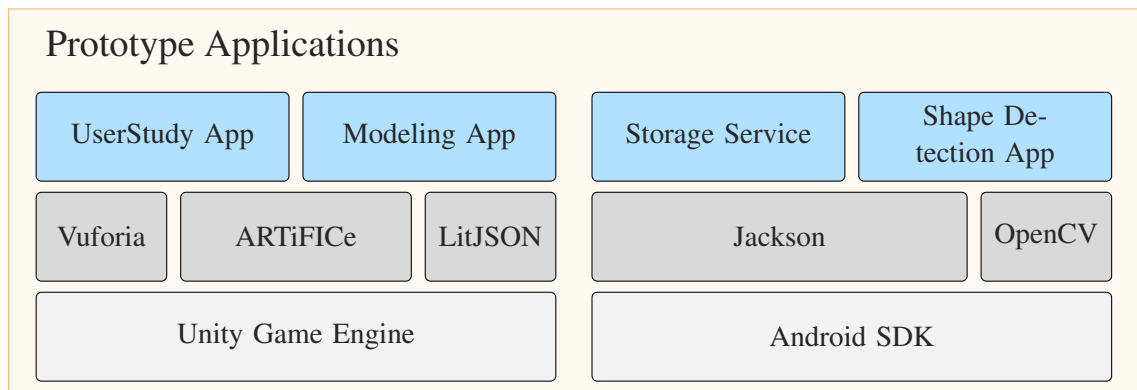 Prototype Applications
UserStudy App
Modeling App
Storage Service
Shape De-
tection App
Vuforia
ARTiFICe
LitJSON
Jackson
OpenCV
Unity Game Engine
Android SDK